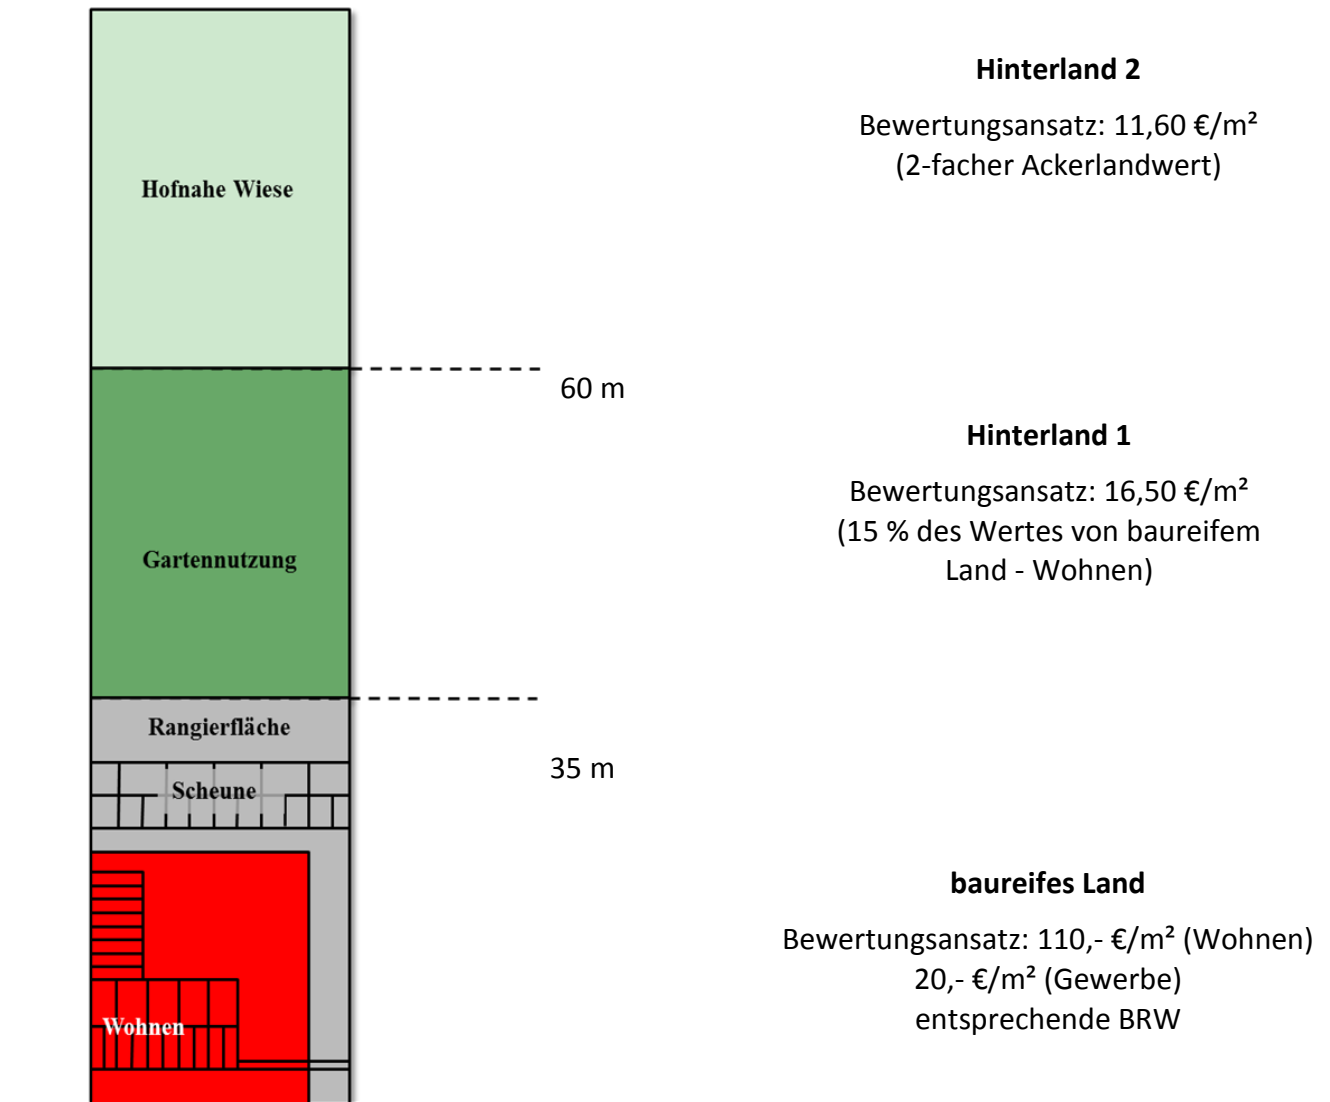 Hinterland 2
Bewertungsansatz: 11,60 €/m²
(2-facher Ackerlandwert)
Hofnahe Wiese
60 m
Hinterland 1
Bewertungsansatz: 16,50 €/m²
(15 % des Wertes von baureifem
Land - Wohnen)
Gartennutzung
Rangierfläche
35 m
Scheune
baureifes Land
Bewertungsansatz: 110,- €/m² (Wohnen)
20,- €/m² (Gewerbe)
entsprechende BRW
Wohnen